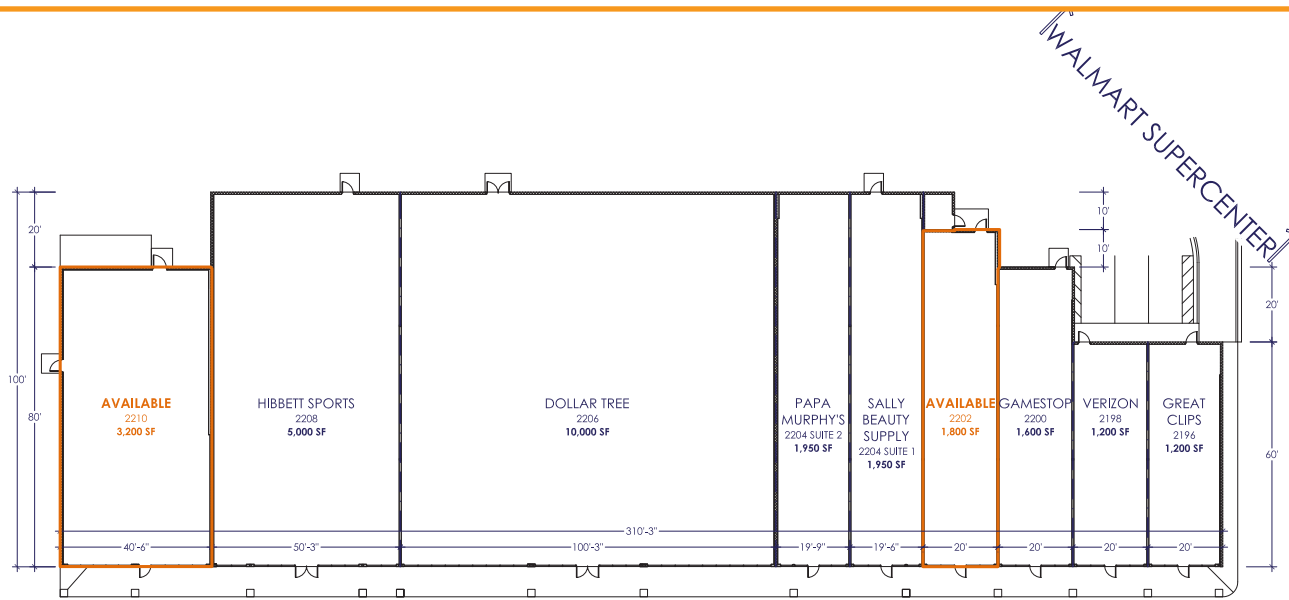 WALMART SUPERCENTER
20'
10'
10'
100'
80'
20'
60'
AVAILABLE
2210
3,200 SF
HIBBETT SPORTS
2208
5,000 SF
DOLLAR TREE
2206
10,000 SF
PAPA
MURPHY'S
2204 SUITE 2
1,950 SF
SALLY
BEAUTY
SUPPLY
2204 SUITE 1
1,950 SF
AVAILABLE
2202
1,800 SF
GAMESTOP
2200
1,600 SF
VERIZON
2198
1,200 SF
GREAT
CLIPS
2196
1,200 SF
310'-3"
40'-6"
50'-3"
100'-3"
19'-9"
19'-6"
20'
20'
20'
20'